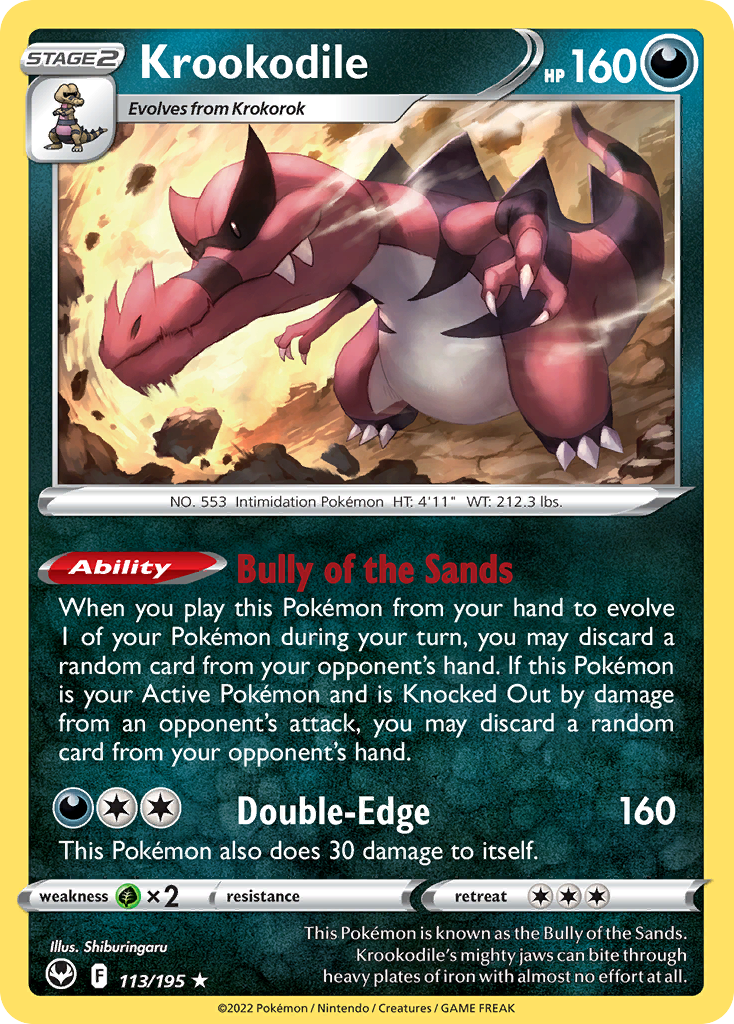 STAGE2
Krookodile
HP 160
Evolves from Krokorok
NO. 553 Intimidation Pokémon HT: 4'11" WT: 212.3 lbs.
Ability Bully of the Sands
When you play this Pokémon from your hand to evolve
1 of your Pokémon during your turn, you may discard a
random card from your opponent's hand. If this Pokémon
is your Active Pokémon and is Knocked Out by damage
from an opponent's attack, you may discard a random
card from your opponent's hand.
Double-Edge 160
This Pokémon also does 30 damage to itself.
weakness ×2 resistance retreat
Illus. Shiburingaru
This Pokémon is known as the Bully of the Sands.
Krookodile's mighty jaws can bite through
heavy plates of iron with almost no effort at all.
F 113/195 ★
©2022 Pokémon / Nintendo / Creatures / GAME FREAK